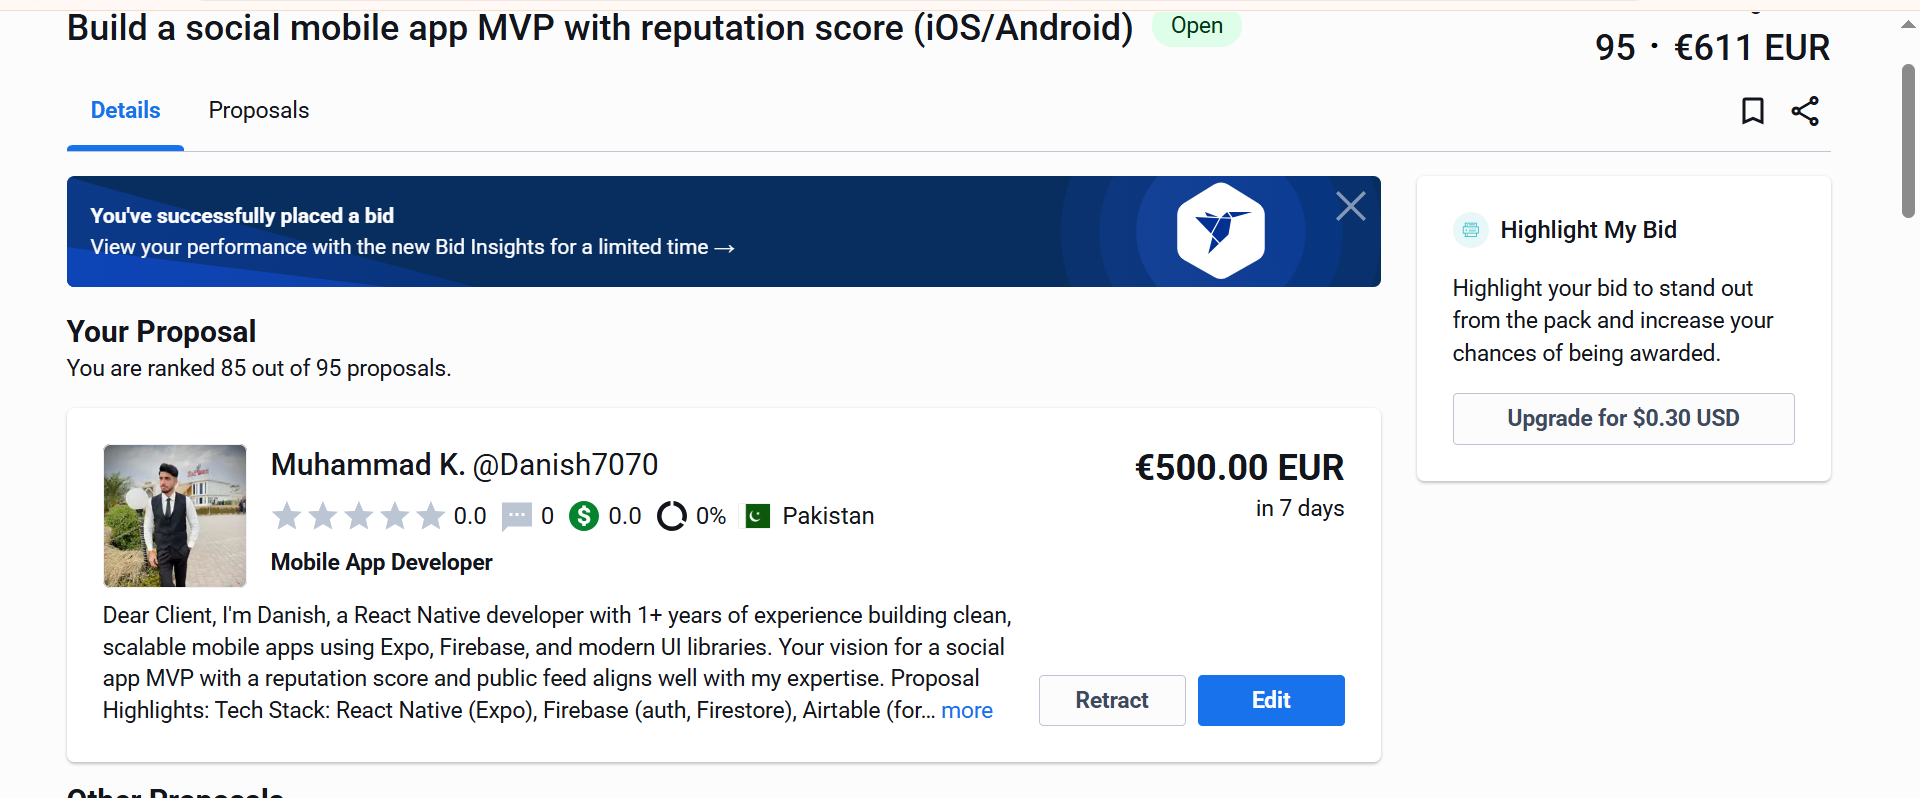 Build a social mobile app MVP with reputation score (iOS/Android)
Open
95 · €611 EUR
Details
Proposals
You've successfully placed a bid
View your performance with the new Bid Insights for a limited time →
Your Proposal
You are ranked 85 out of 95 proposals.
Muhammad K. @Danish7070
0.0 0 0.0 0% Pakistan
Mobile App Developer
€500.00 EUR
in 7 days
Dear Client, I'm Danish, a React Native developer with 1+ years of experience building clean,
scalable mobile apps using Expo, Firebase, and modern UI libraries. Your vision for a social
app MVP with a reputation score and public feed aligns well with my expertise. Proposal
Highlights: Tech Stack: React Native (Expo), Firebase (auth, Firestore), Airtable (for... more
Retract
Edit
Other Proposals
Highlight My Bid
Highlight your bid to stand out
from the pack and increase your
chances of being awarded.
Upgrade for $0.30 USD